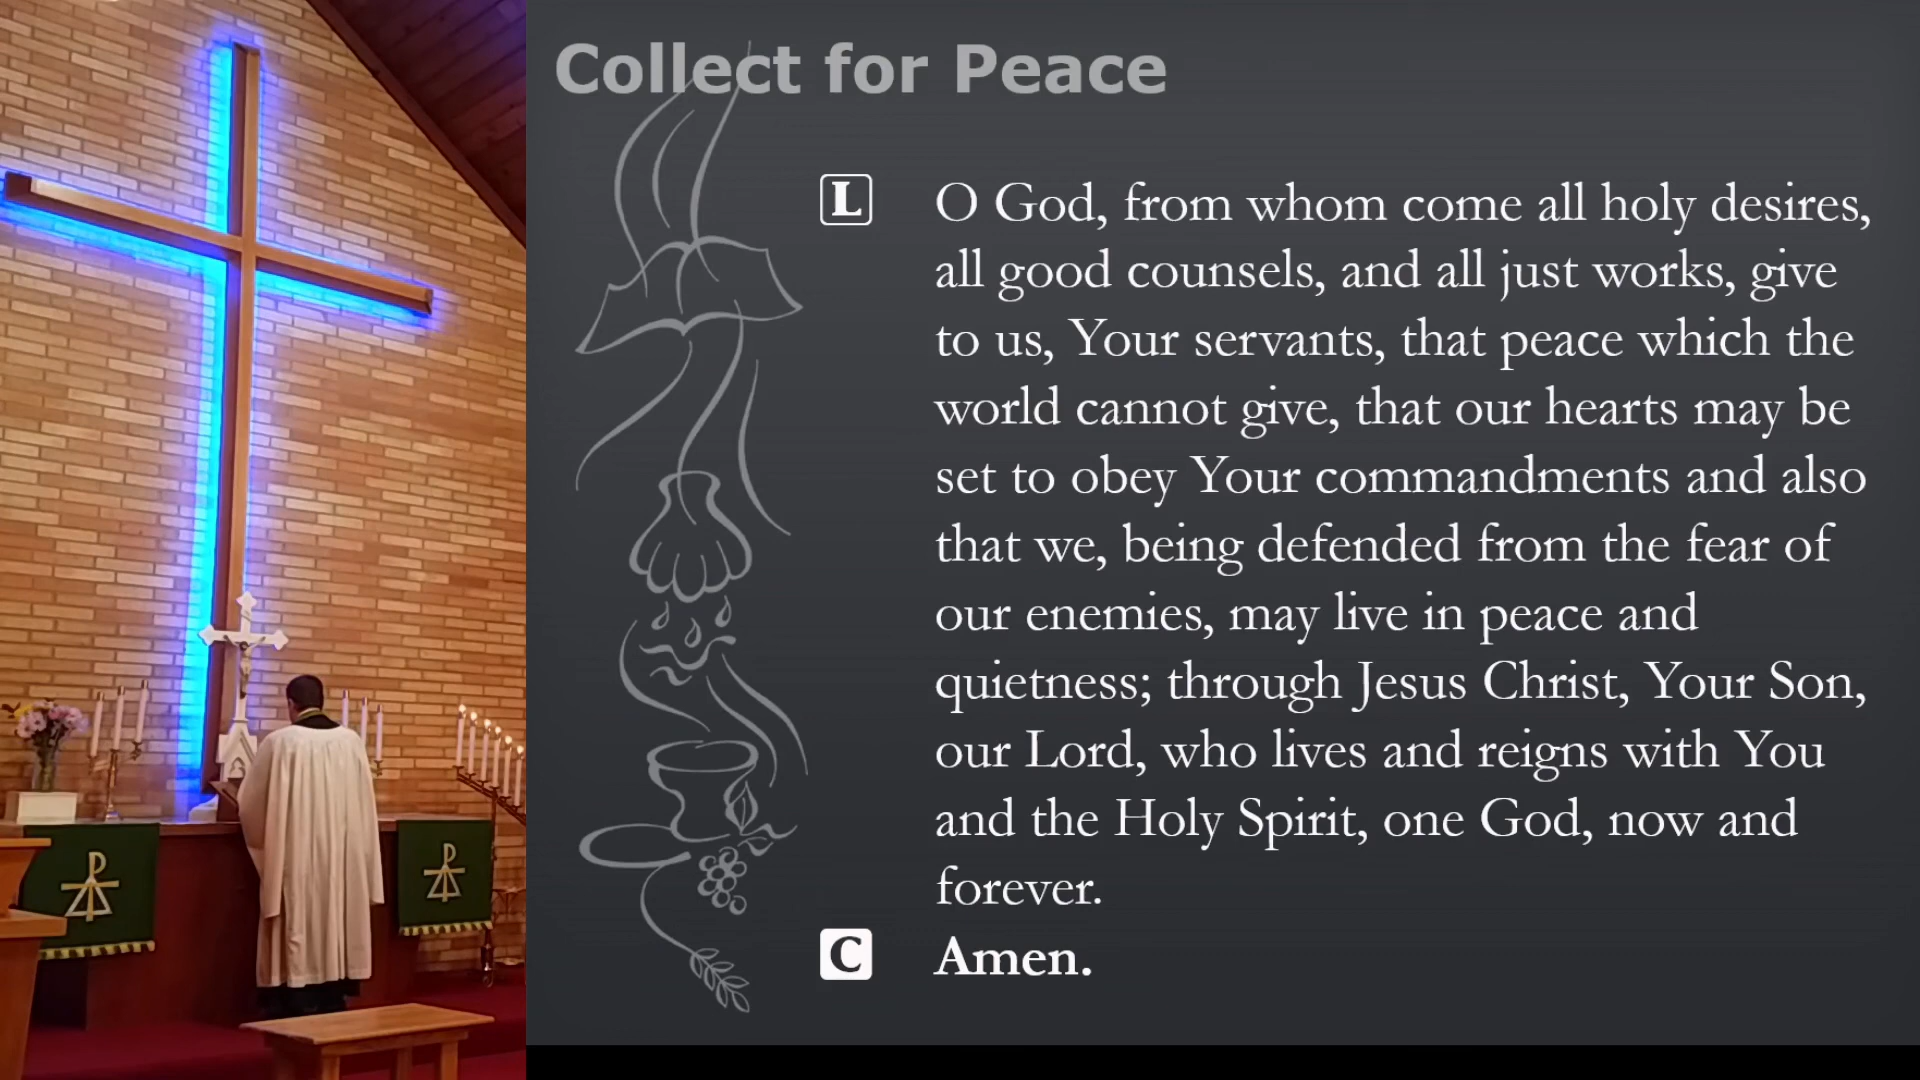 Collect for Peace
L O God, from whom come all holy desires,
all good counsels, and all just works, give
to us, Your servants, that peace which the
world cannot give, that our hearts may be
set to obey Your commandments and also
that we, being defended from the fear of
our enemies, may live in peace and
quietness; through Jesus Christ, Your Son,
our Lord, who lives and reigns with You
and the Holy Spirit, one God, now and
forever.
C Amen.